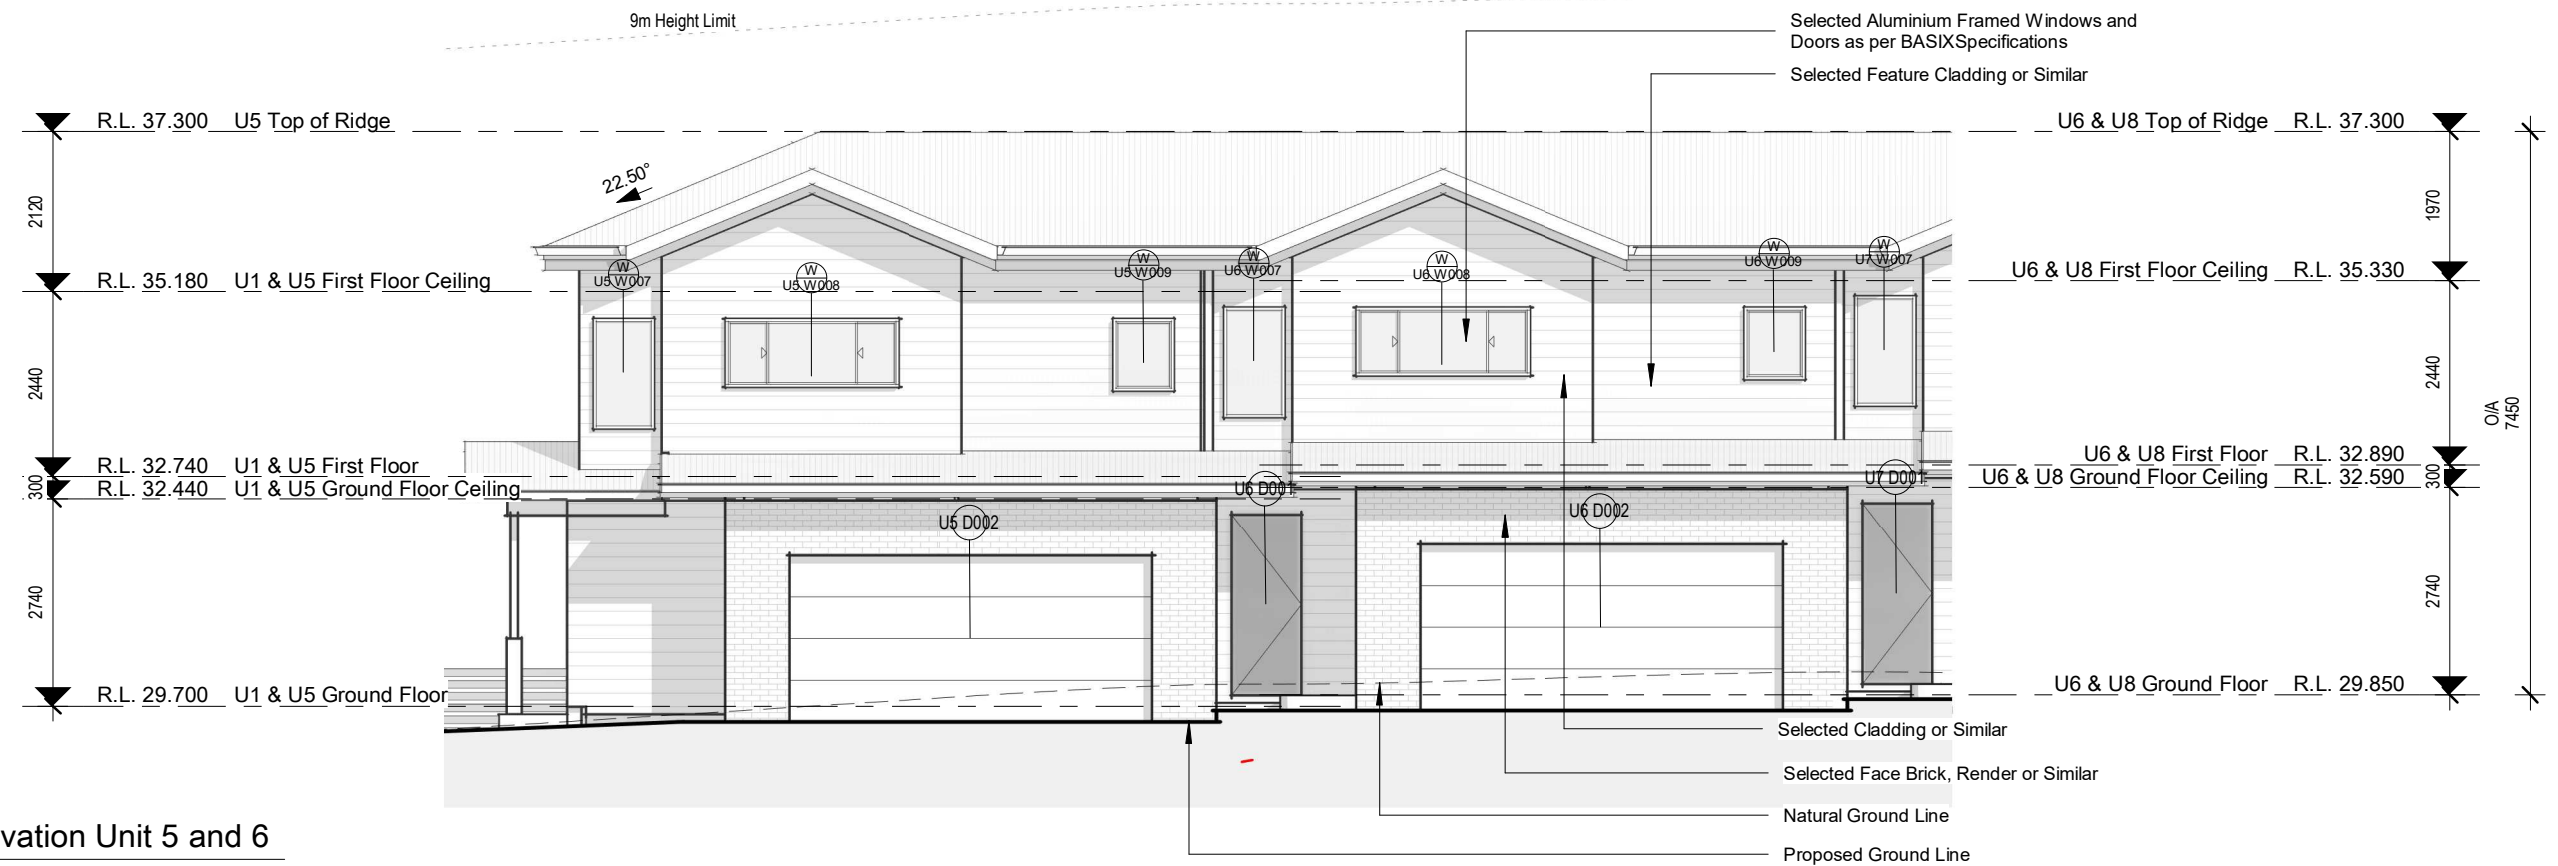 9m Height Limit
Selected Aluminium Framed Windows and
Doors as per BASIXSpecifications
Selected Feature Cladding or Similar
R.L. 37.300 U5 Top of Ridge
U6 & U8 Top of Ridge R.L. 37.300
22.50°
2120
1970
W
U5 W007
W
U5 W008
W
U5 W009
W
U6 W007
W
U6 W008
W
U6 W009
W
U7 W007
R.L. 35.180 U1 & U5 First Floor Ceiling
U6 & U8 First Floor Ceiling R.L. 35.330
2440
2440
O/A
7450
R.L. 32.740 U1 & U5 First Floor
U6 & U8 First Floor R.L. 32.890
300
R.L. 32.440 U1 & U5 Ground Floor Ceiling
U6 & U8 Ground Floor Ceiling R.L. 32.590
300
U6 D001
U7 D001
U5 D002
U6 D002
2740
2740
R.L. 29.700 U1 & U5 Ground Floor
U6 & U8 Ground Floor R.L. 29.850
Selected Cladding or Similar
Selected Face Brick, Render or Similar
Natural Ground Line
Proposed Ground Line
vation Unit 5 and 6